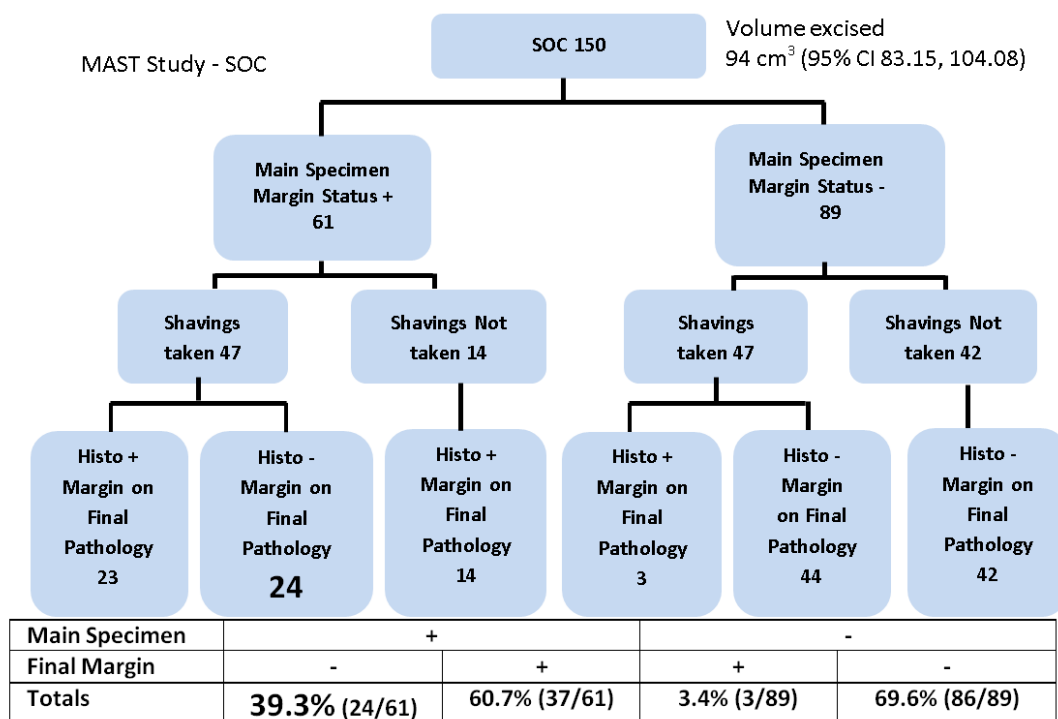 MAST Study - SOC
SOC 150
Volume excised
94 cm³ (95% CI 83.15, 104.08)
Main Specimen
Margin Status +
61
Main Specimen
Margin Status -
89
Shavings
taken 47
Shavings Not
taken 14
Shavings
taken 47
Shavings Not
taken 42
Histo +
Margin on
Final
Pathology
23
Histo -
Margin on
Final
Pathology
24
Histo +
Margin on
Final
Pathology
14
Histo +
Margin on
Final
Pathology
3
Histo -
Margin
on Final
Pathology
44
Histo -
Margin on
Final
Pathology
42
Main Specimen + -
Final Margin - + + -
Totals 39.3% (24/61) 60.7% (37/61) 3.4% (3/89) 69.6% (86/89)